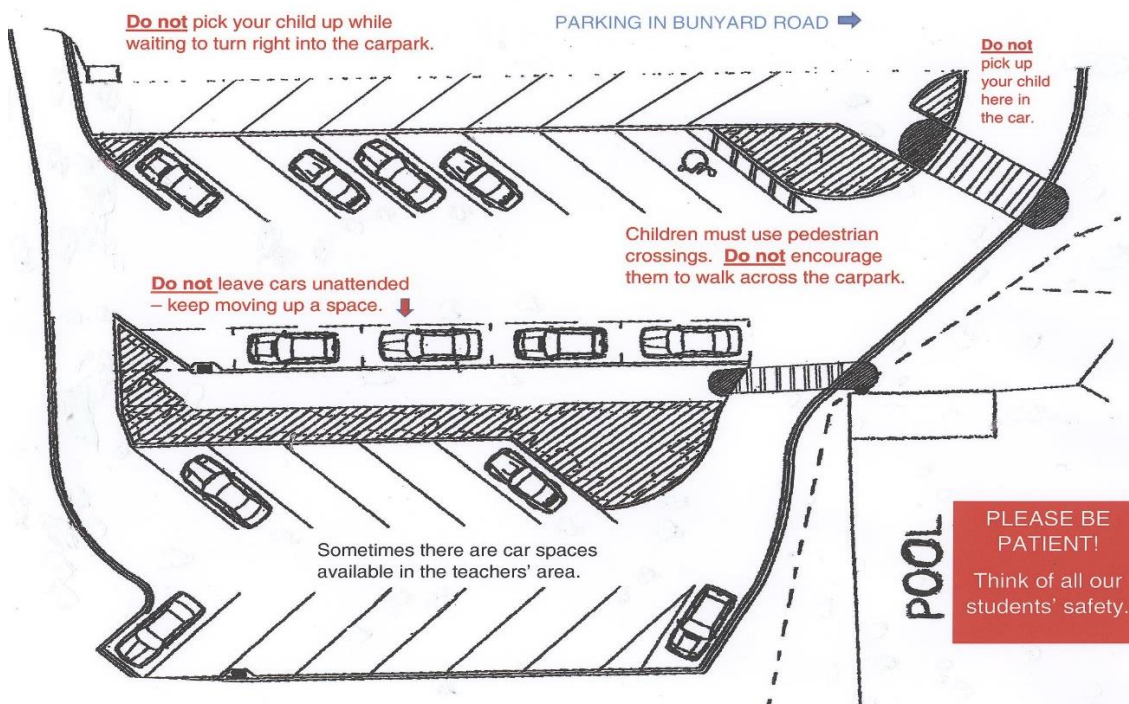 Do not pick your child up while
waiting to turn right into the carpark.
PARKING IN BUNYARD ROAD
Do not
pick up
your child
here in
the car.
Children must use pedestrian
crossings. Do not encourage
them to walk across the carpark.
Do not leave cars unattended
– keep moving up a space.
Sometimes there are car spaces
available in the teachers' area.
POOL
PLEASE BE
PATIENT!
Think of all our
students' safety.